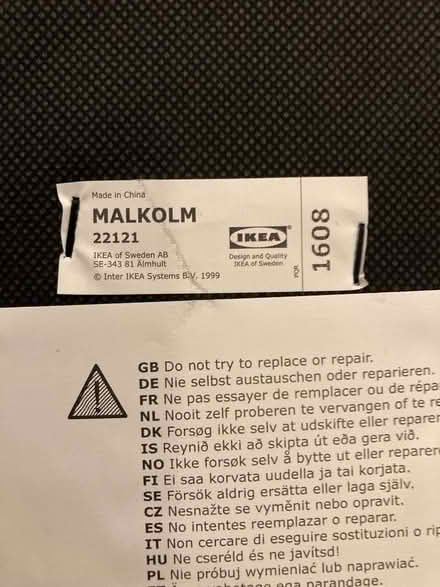 Made in China
MALKOLM
22121
IKEA of Sweden AB
SE-343 81 Älmhult
© Inter IKEA Systems B.V. 1999
IKEA
Design and Quality
IKEA of Sweden
PQR
1608
GB Do not try to replace or repair.
DE Nie selbst austauschen oder reparieren.
FR Ne pas essayer de remplacer ou de répa
NL Nooit zelf proberen te vervangen of te re
DK Forsøg ikke selv at udskifte eller reparer
IS Reynið ekki að skipta út eða gera við.
NO Ikke forsøk selv å bytte ut eller reparere
FI Ei saa korvata uudella ja tai korjata.
SE Försök aldrig ersätta eller laga själv.
CZ Nesnažte se vyměnit nebo opravit.
ES No intentes reemplazar o reparar.
IT Non cercare di eseguire sostituzioni o rip
HU Ne cseréld és ne javítsd!
PL Nie próbuj wymieniać lub naprawiać.